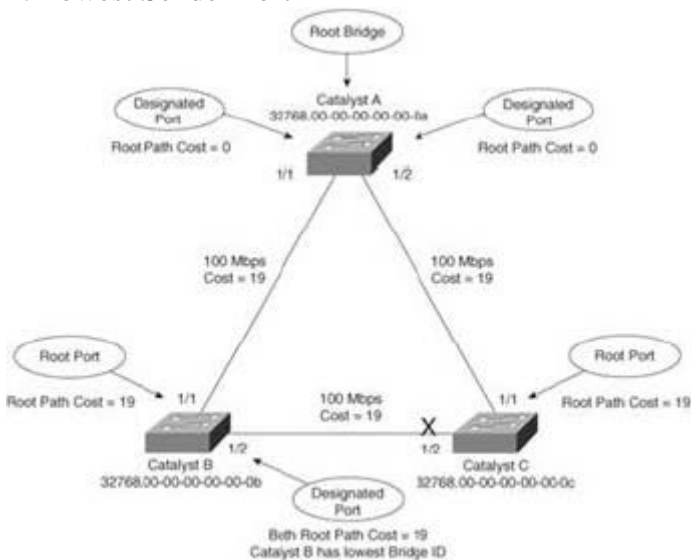 Root Bridge
Designated
Port
Catalyst A
32768.00-00-00-00-00-0a
Designated
Port
Root Path Cost = 0
Root Path Cost = 0
1/1
1/2
100 Mbps
Cost = 19
100 Mbps
Cost = 19
Root Port
Root Port
Root Path Cost = 19
1/1
100 Mbps
Cost = 19
X
1/1
Root Path Cost = 19
1/2
1/2
Catalyst B
32768.00-00-00-00-00-0b
Catalyst C
32768.00-00-00-00-00-0c
Designated
Port
Both Root Path Cost = 19
Catalyst B has lowest Bridge ID